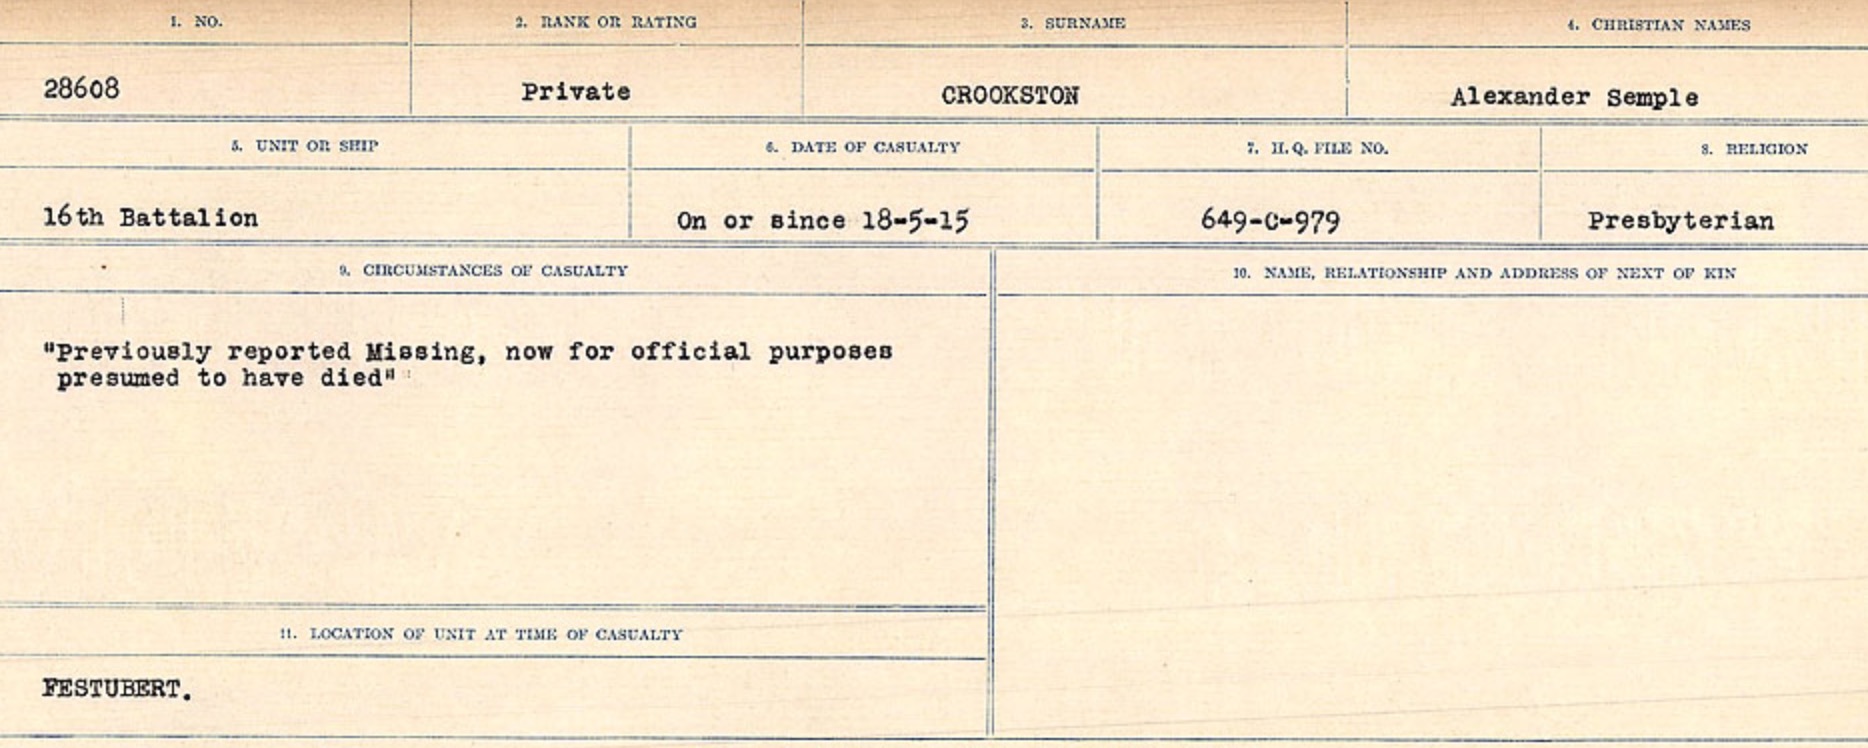 1. NO. 2. RANK OR RATING 3. SURNAME 4. CHRISTIAN NAMES
28608 Private CROOKSTON Alexander Semple
5. UNIT OR SHIP 6. DATE OF CASUALTY 7. H. Q. FILE NO. 8. RELIGION
16th Battalion On or since 18-5-15 649-C-979 Presbyterian
9. CIRCUMSTANCES OF CASUALTY
"Previously reported Missing, now for official purposes
presumed to have died"
10. NAME, RELATIONSHIP AND ADDRESS OF NEXT OF KIN
11. LOCATION OF UNIT AT TIME OF CASUALTY
FESTUBERT.